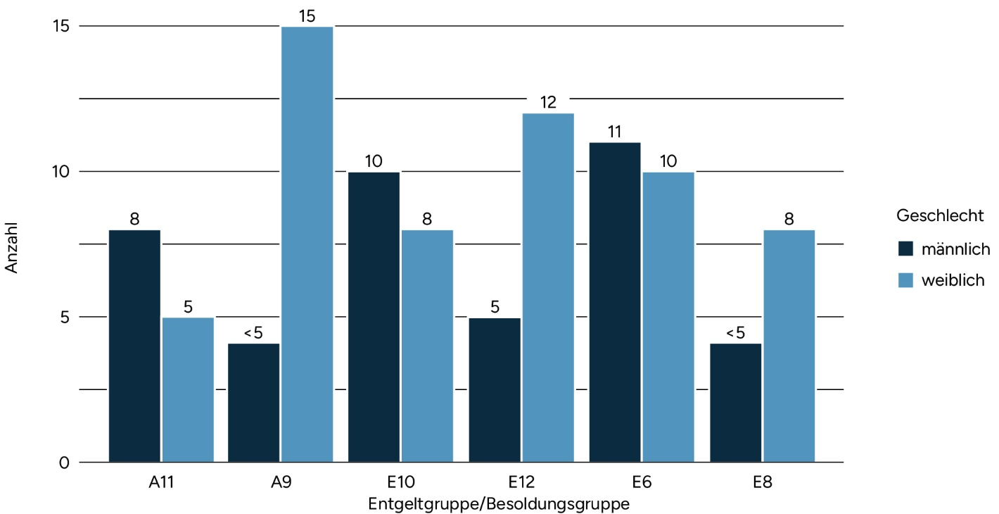 15
15
12
11
10
10
10
8
8
8
5
5
5
<5
<5
0
A11
A9
E10
E12
E6
E8
Entgeltgruppe/Besoldungsgruppe
Anzahl
Geschlecht
männlich
weiblich